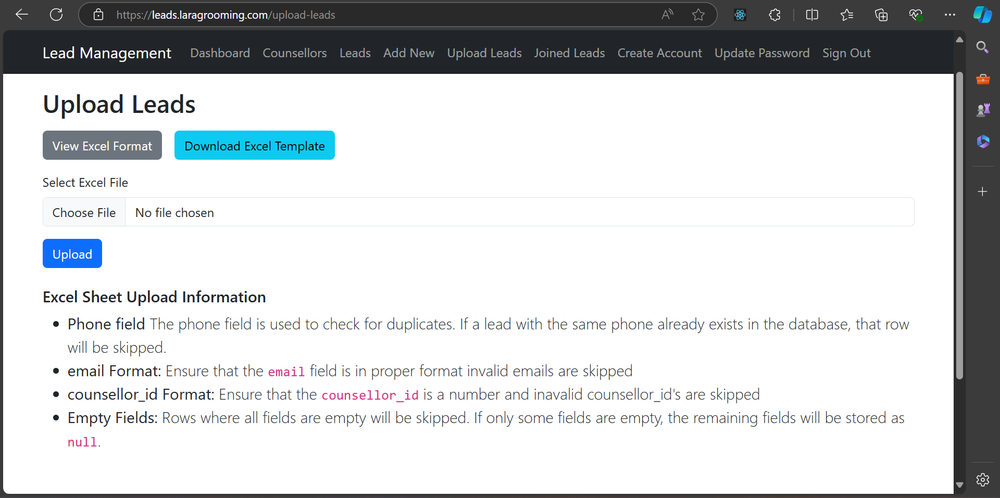 https://leads.laragrooming.com/upload-leads
Lead Management Dashboard Counsellors Leads Add New Upload Leads Joined Leads Create Account Update Password Sign Out
Upload Leads
View Excel Format Download Excel Template
Select Excel File
Choose File No file chosen
Upload
Excel Sheet Upload Information
• Phone field The phone field is used to check for duplicates. If a lead with the same phone already exists in the database, that row
will be skipped.
• email Format: Ensure that the email field is in proper format invalid emails are skipped
• counsellor_id Format: Ensure that the counsellor_id is a number and inavalid counsellor_id's are skipped
• Empty Fields: Rows where all fields are empty will be skipped. If only some fields are empty, the remaining fields will be stored as
null.